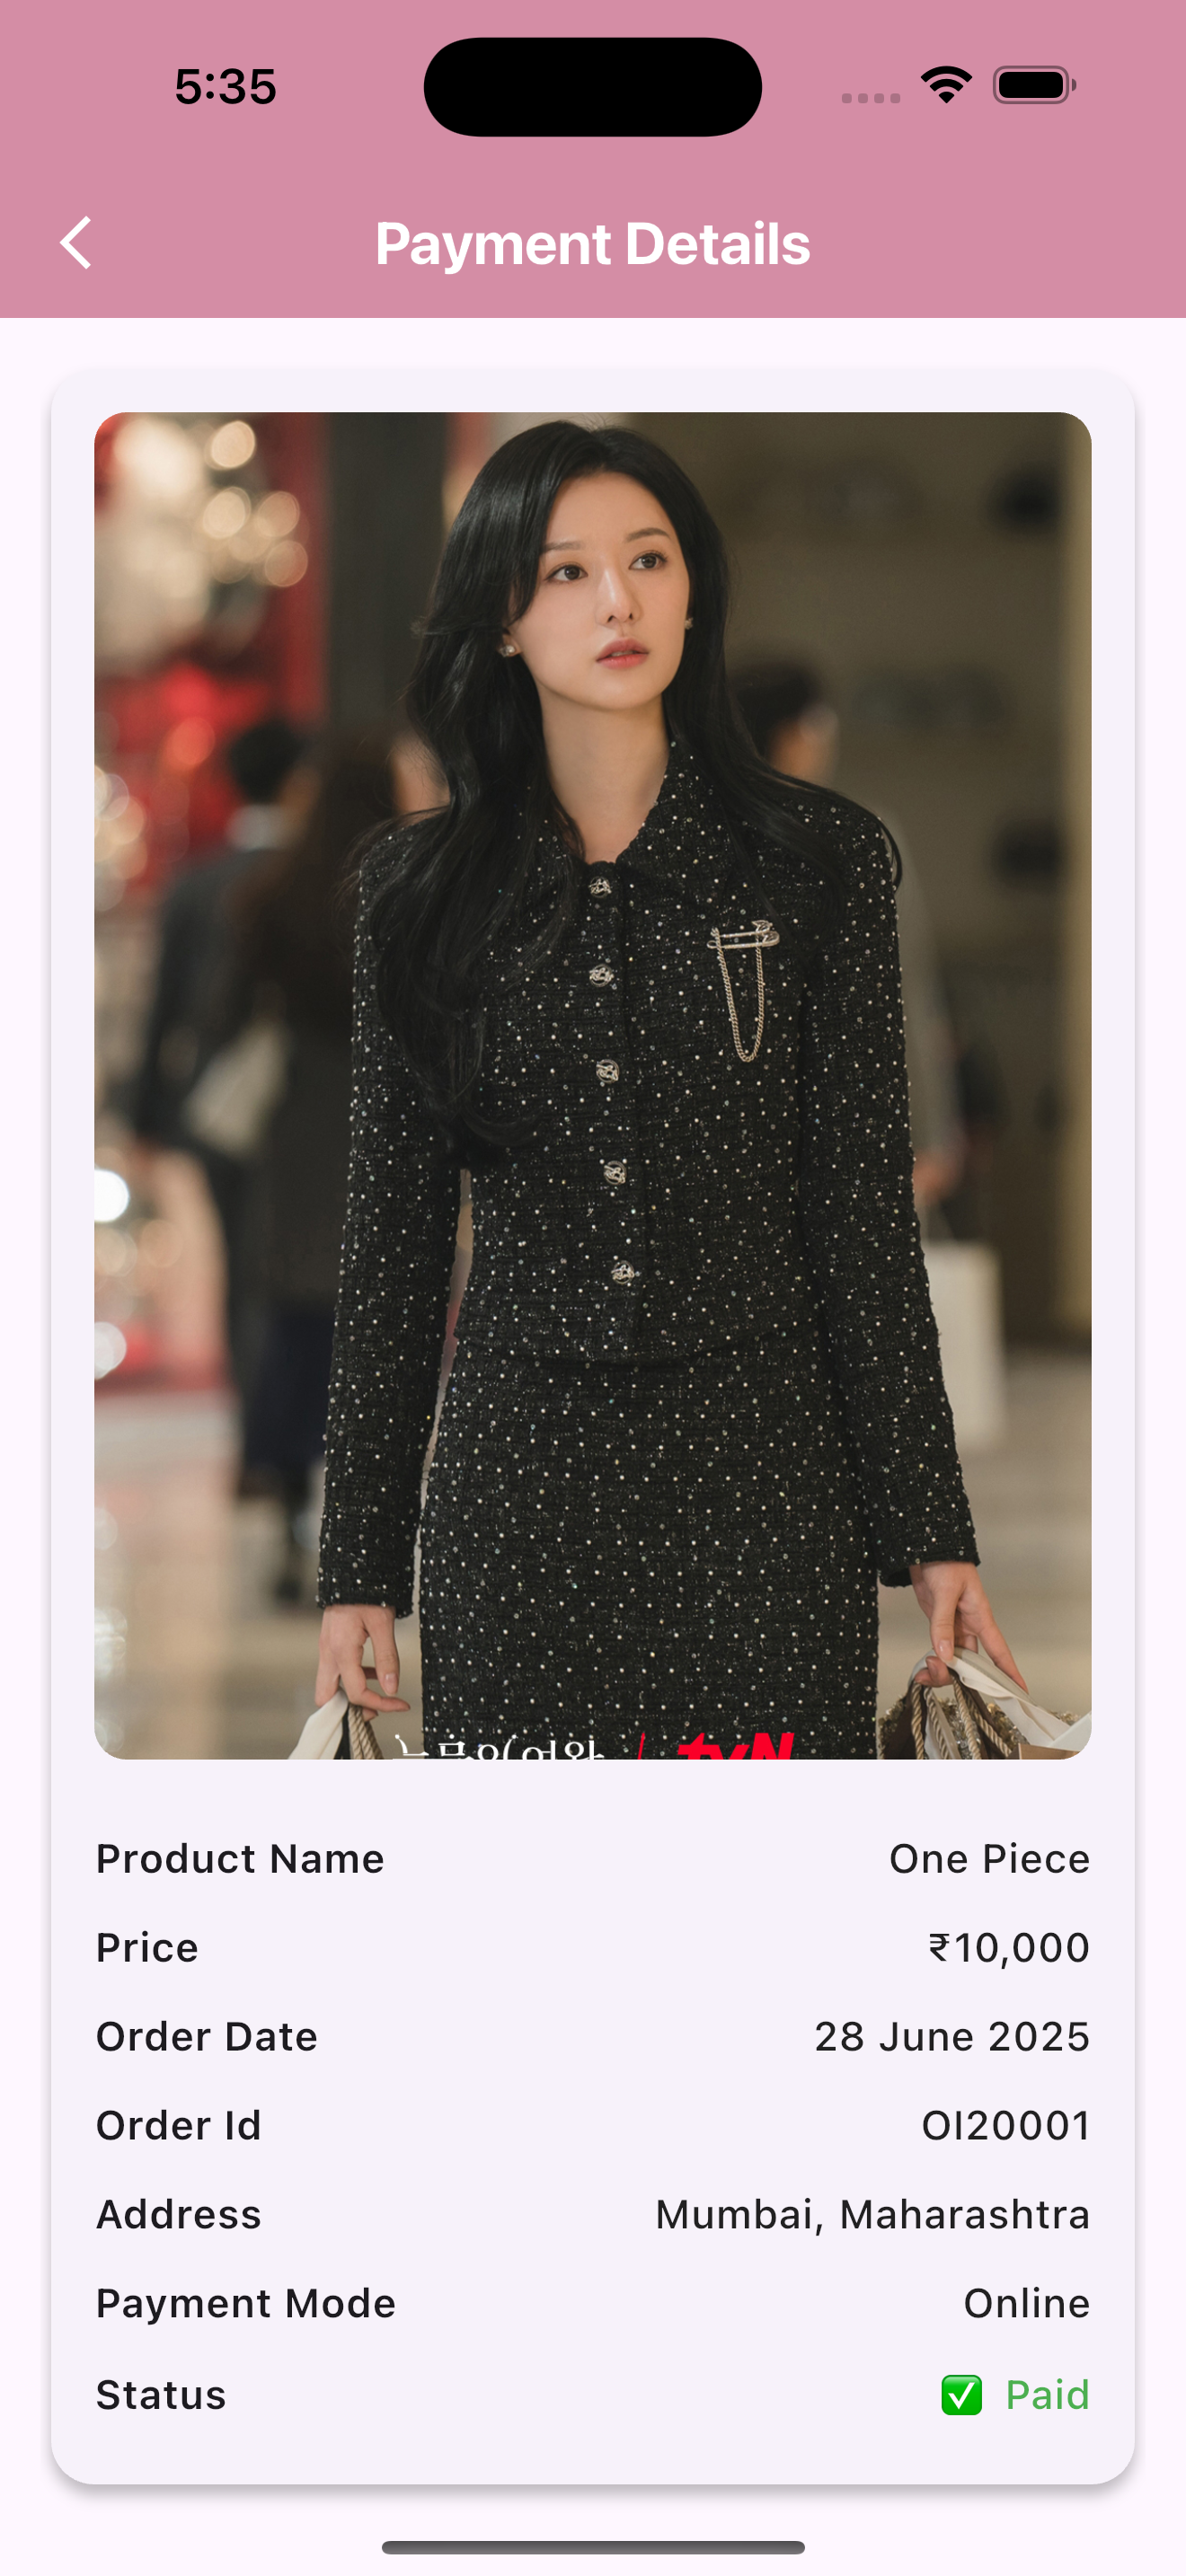 5:35
Payment Details
tvN
Product Name One Piece
Price ₹10,000
Order Date 28 June 2025
Order Id OI20001
Address Mumbai, Maharashtra
Payment Mode Online
Status ✅ Paid